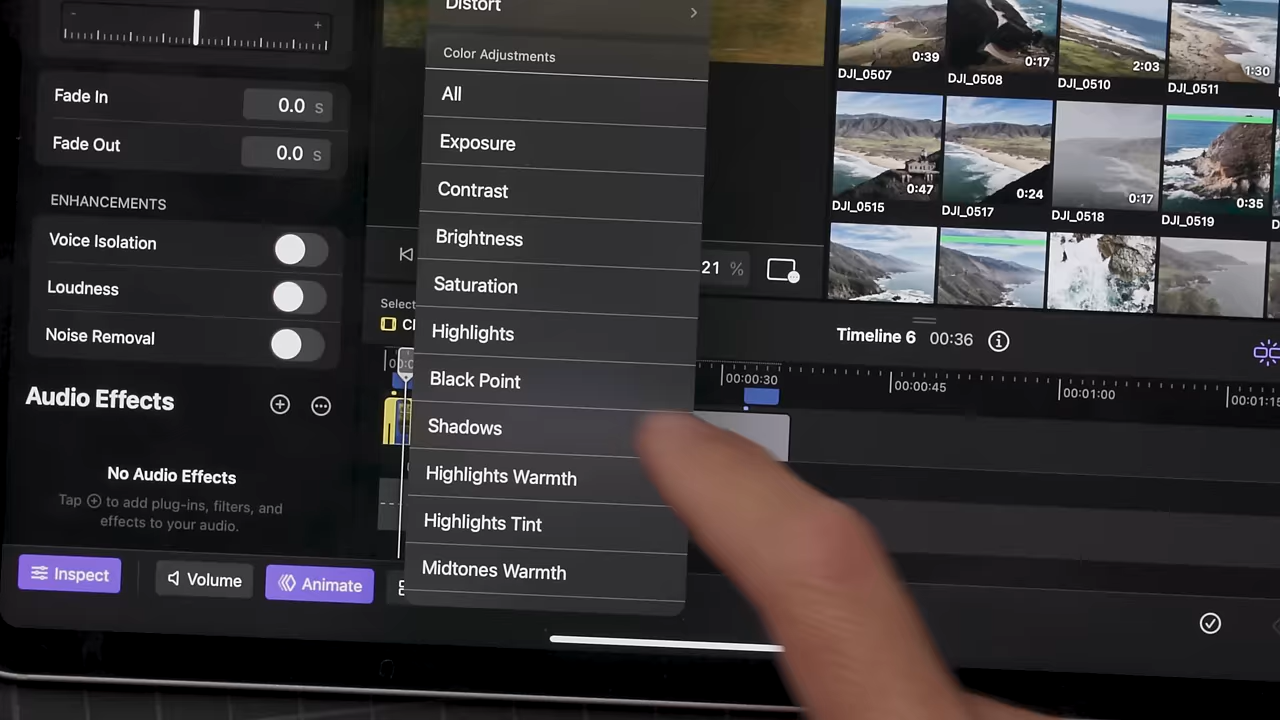 Fade In
0.0 s
Fade Out
0.0 s
ENHANCEMENTS
Voice Isolation
Loudness
Noise Removal
Audio Effects
No Audio Effects
Tap ⊕ to add plug-ins, filters, and
effects to your audio.
Inspect
Volume
Animate
Distort
Color Adjustments
All
Exposure
Contrast
Brightness
Saturation
Highlights
Black Point
Shadows
Highlights Warmth
Highlights Tint
Midtones Warmth
21 %
Timeline 6
00:36
00:00:30
00:00:45
00:01:00
0:39
DJI_0507
0:17
DJI_0508
2:03
DJI_0510
1:30
DJI_0511
0:47
DJI_0515
0:24
DJI_0517
0:17
DJI_0518
0:35
DJI_0519